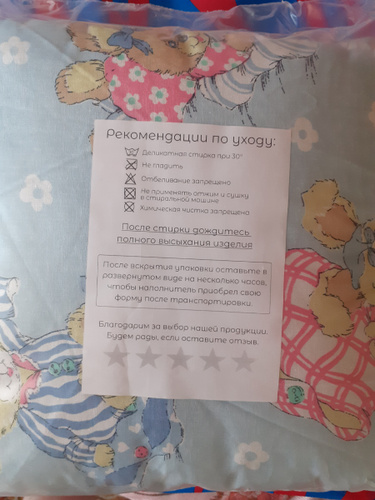 Рекомендации по уходу:
Деликатная стирка при 30°
Не гладить
Отбеливание запрещено
Не применять отжим и сушку
в стиральной машине
Химическая чистка запрещена
После стирки дождитесь
полного высыхания изделия
После вскрытия упаковки оставьте в
развернутом виде на несколько часов,
чтобы наполнитель приобрел свою
форму после транспортировки.
Благодарим за выбор нашей продукции.
Будем рады, если оставите отзыв.